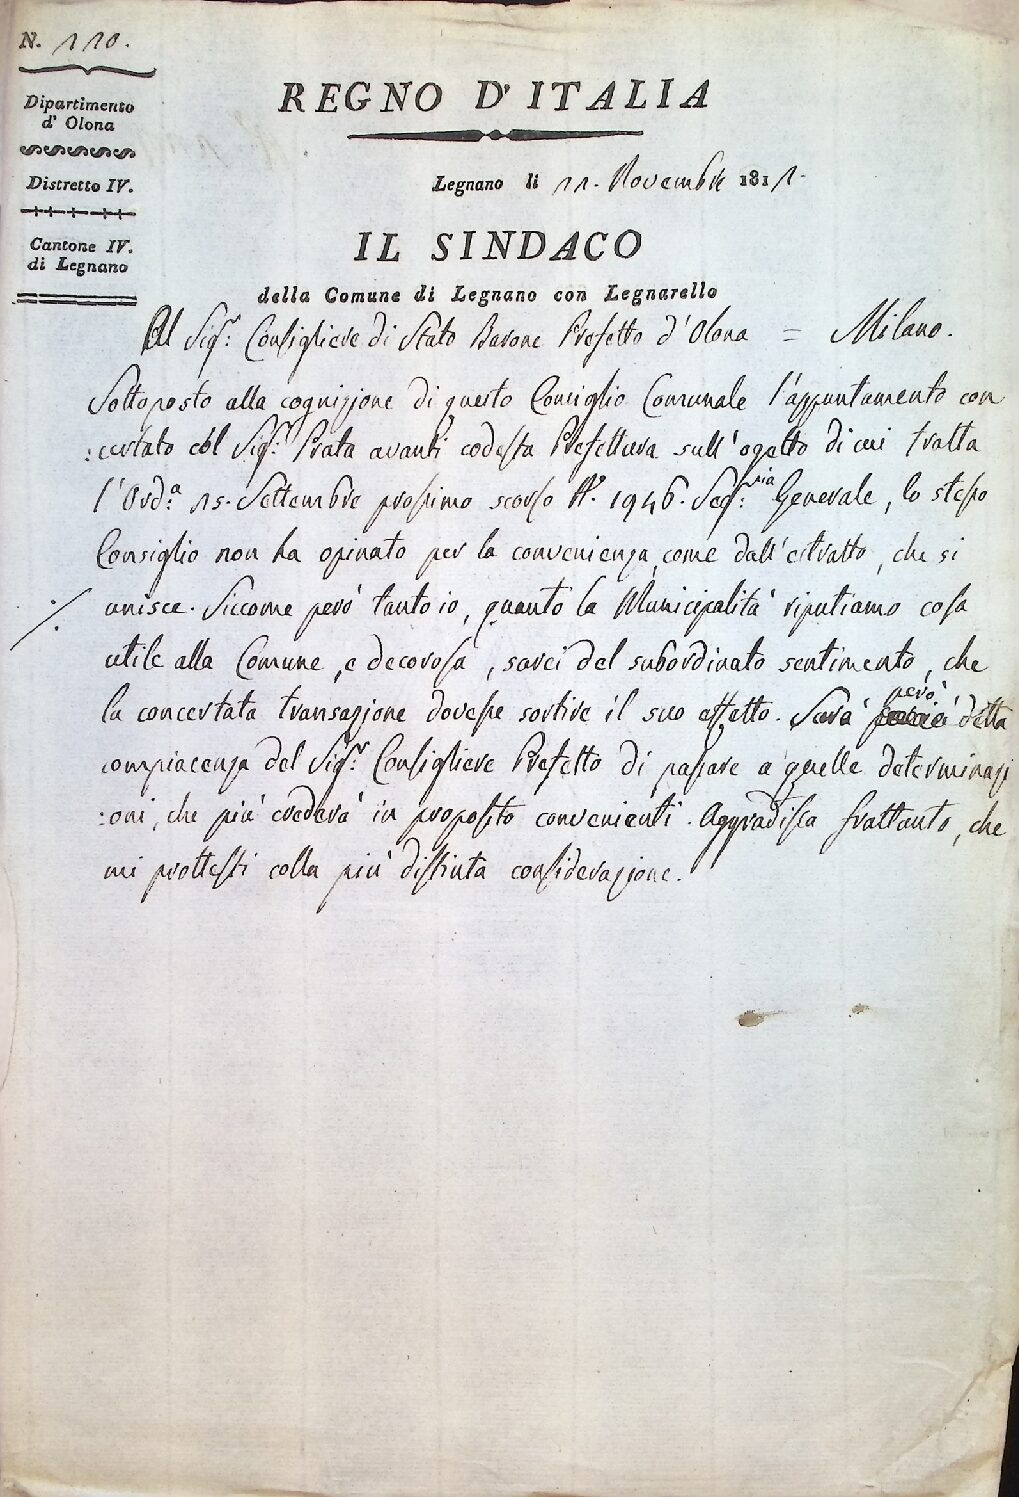 N. 110.
Dipartimento
d' Olona
Distretto IV.
Cantone IV.
di Legnano
REGNO D'ITALIA
Legnano li 11. Novembre 1811.
IL SINDACO
della Comune di Legnano con Legnarello
Al Sigr. Consigliere di Stato Barone Prefetto d'Olona = Milano.
Sottoposto alla cognizione di questo Consiglio Comunale l'appuntamento con
:certato col Sigr. Prata avanti codesta Prefettura sull'ogetto di cui tratta
l'Orda. 15. Settembre prossimo scorso N. 1946. Seg:ria Generale, lo stesso
Consiglio non ha opinato per la convenienza, come dall'estratto, che si
unisce. Siccome però tanto io, quanto la Municipalità riputiamo cosa
utile alla Comune, e decorosa, sarei del subordinato sentimento, che
la concertata transazione dovesse sortire il suo effetto. Sarà però della
compiacenza del Sigr. Consigliere Prefetto di passare a quelle determinazi
:oni, che più crederà in proposito convenienti. Aggradisca frattanto, che
mi prottesti colla più distinta considerazione.